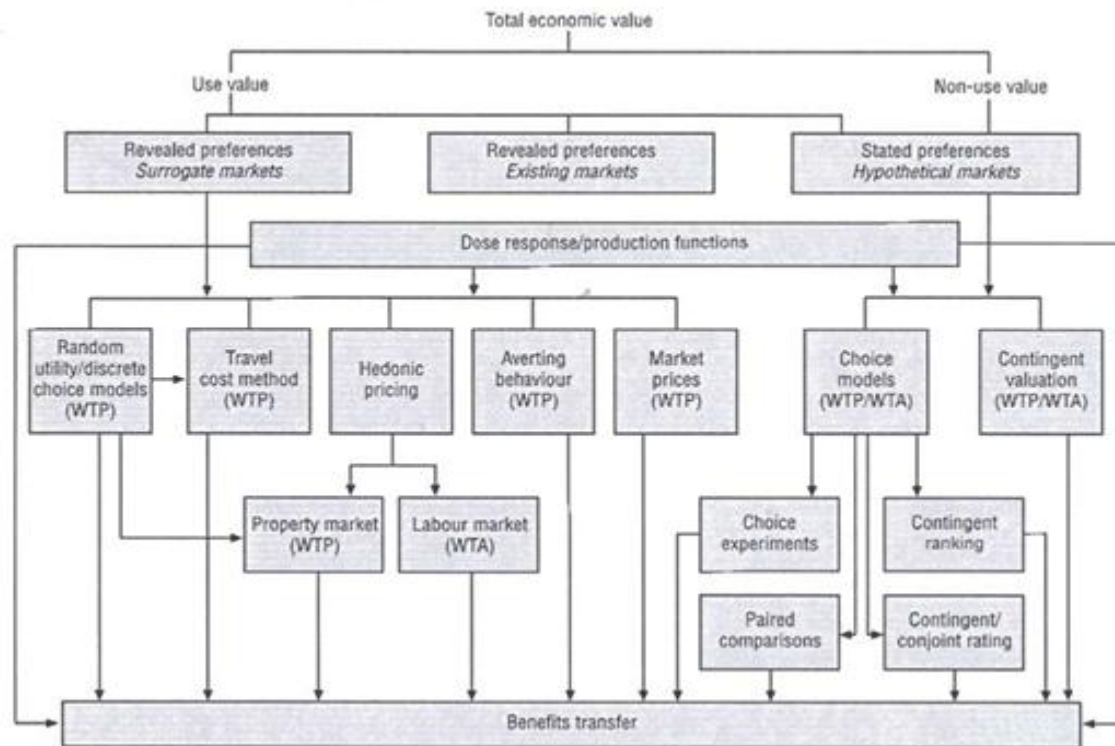 Total economic value
Use value
Non-use value
Revealed preferences
Surrogate markets
Revealed preferences
Existing markets
Stated preferences
Hypothetical markets
Dose response/production functions
Random
utility/discrete
choice models
(WTP)
Travel
cost method
(WTP)
Hedonic
pricing
Averting
behaviour
(WTP)
Market
prices
(WTP)
Choice
models
(WTP/WTA)
Contingent
valuation
(WTP/WTA)
Property market
(WTP)
Labour market
(WTA)
Choice
experiments
Contingent
ranking
Paired
comparisons
Contingent/
conjoint rating
Benefits transfer